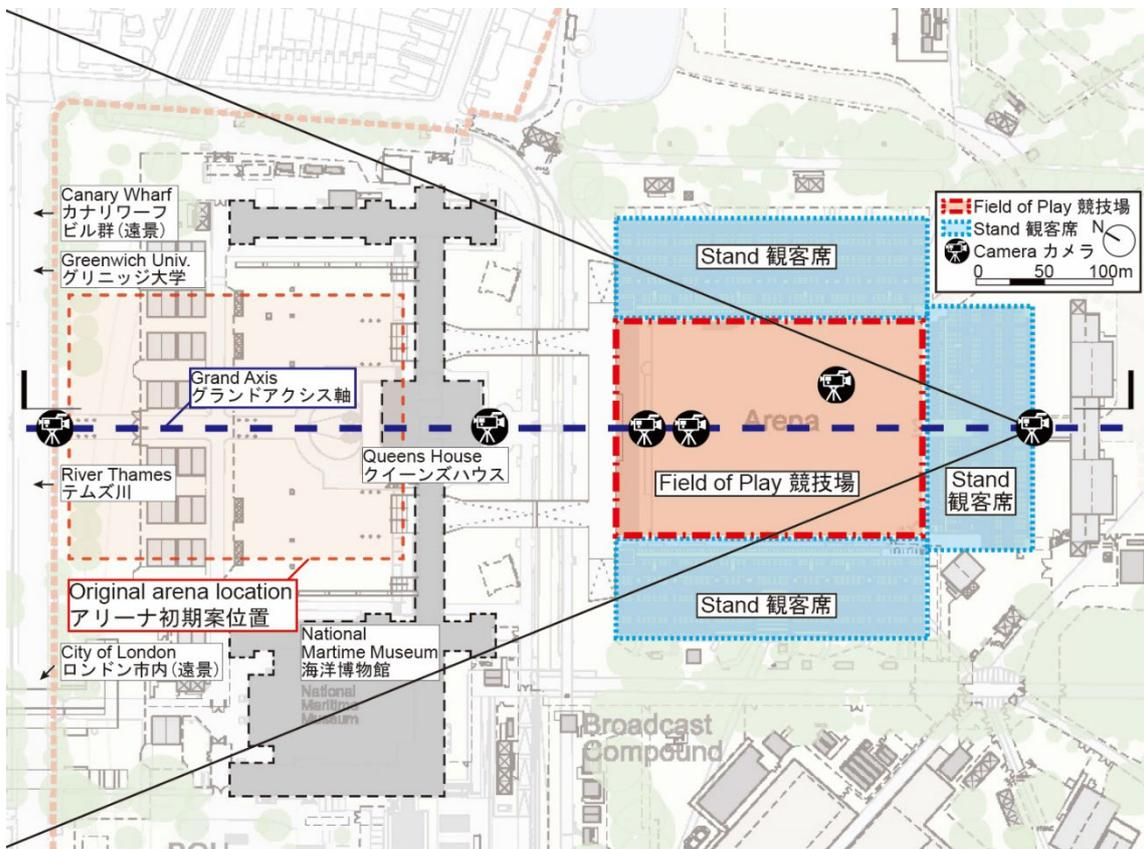 Canary Wharf
カナリワーフ
ビル群(遠景)
Greenwich Univ.
グリニッジ大学
Grand Axis
グランドアクシス軸
River Thames
テムズ川
Queens House
クイーンズハウス
Original arena location
アリーナ初期案位置
City of London
ロンドン市内(遠景)
National
Martime Museum
海洋博物館
National
Maritime
Museum
Stand 観客席
Arena
Field of Play 競技場
Stand
観客席
Stand 観客席
Broadcast
Compound
Field of Play 競技場
Stand 観客席
Camera カメラ
N
0 50 100m